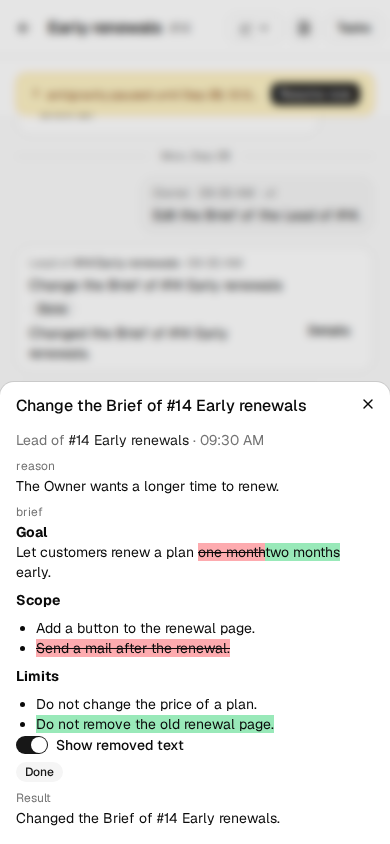 Early renewals
Change the Brief of #14 Early renewals
Lead of #14 Early renewals · 09:30 AM
reason
The Owner wants a longer time to renew.
brief
Goal
Let customers renew a plan one monthtwo months
early.
Scope
Add a button to the renewal page.
Send a mail after the renewal.
Limits
Do not change the price of a plan.
Do not remove the old renewal page.
Show removed text
Done
Result
Changed the Brief of #14 Early renewals.